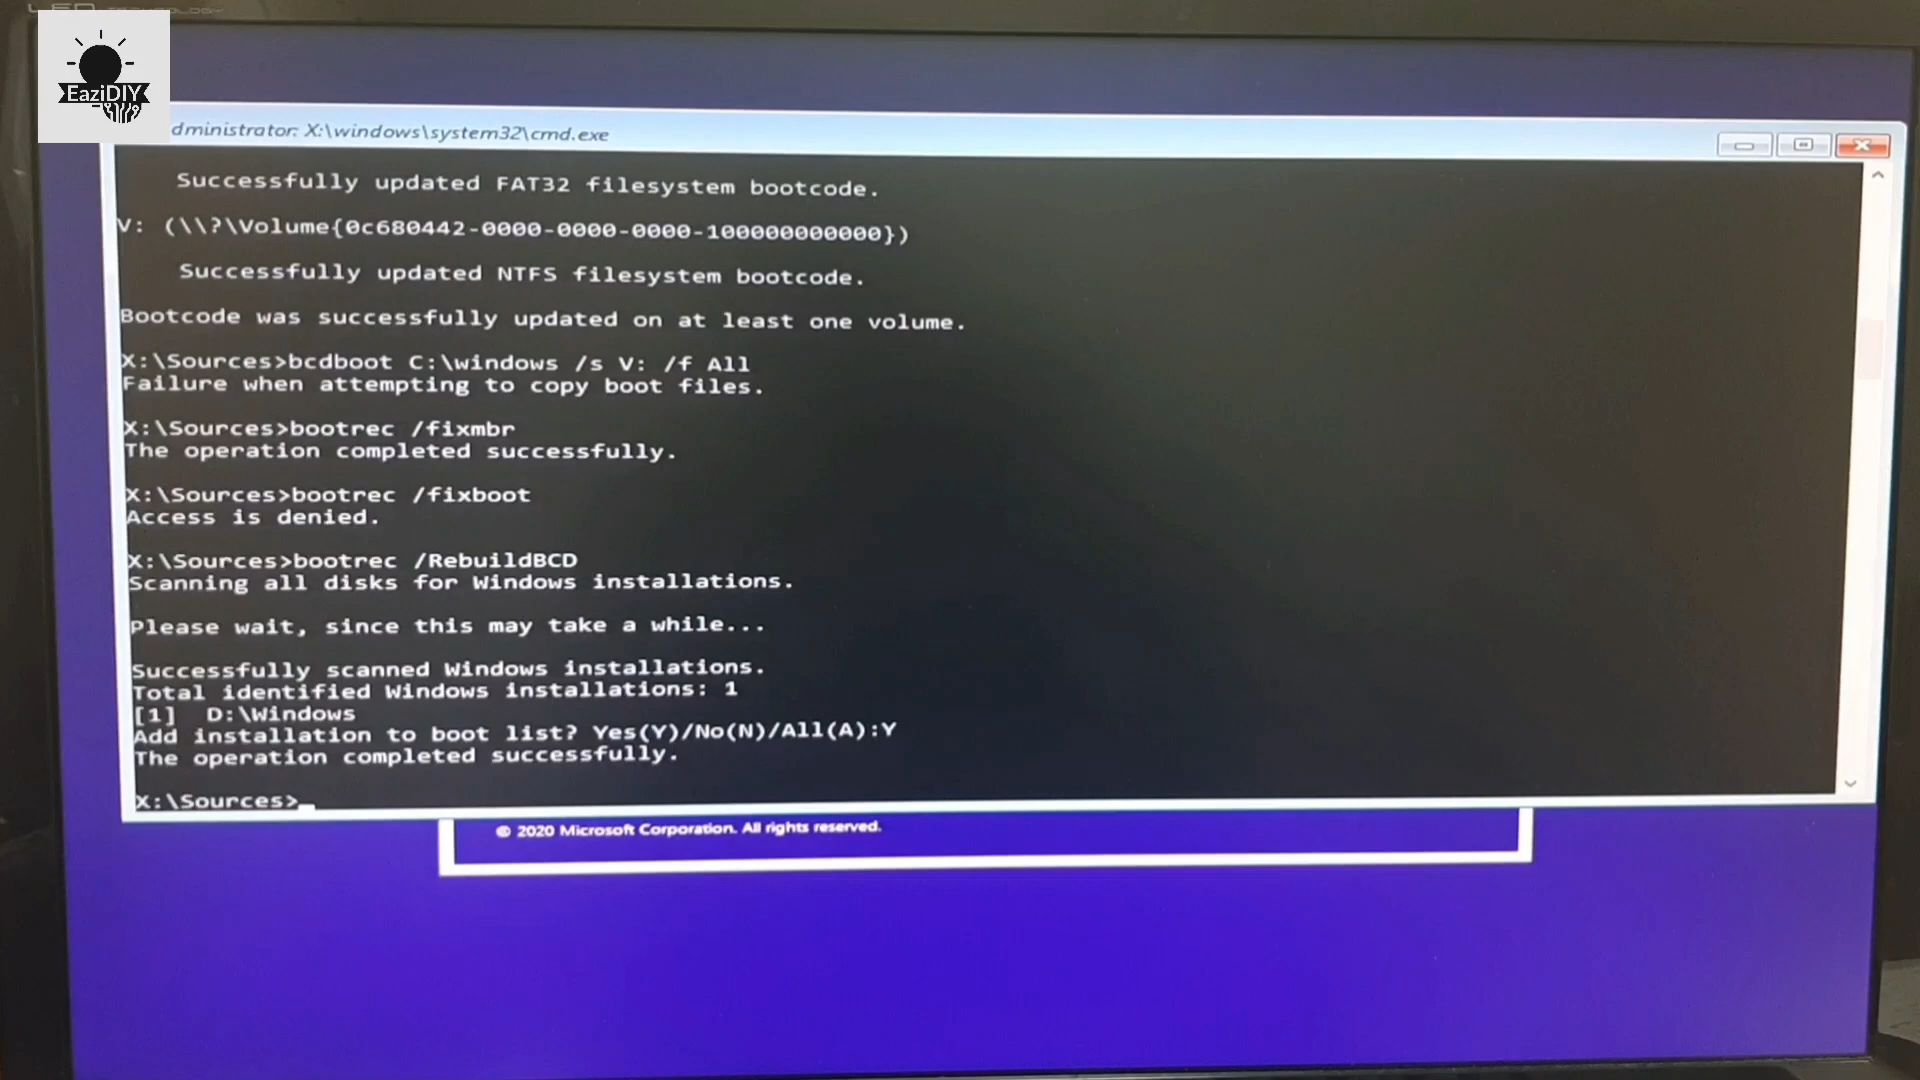 LED TECHNOLOGY
EaziDIY
dministrator: X:\windows\system32\cmd.exe
Successfully updated FAT32 filesystem bootcode.
V: (\\?\Volume{0c680442-0000-0000-0000-100000000000})
Successfully updated NTFS filesystem bootcode.
Bootcode was successfully updated on at least one volume.
X:\Sources>bcdboot C:\windows /s V: /f All
Failure when attempting to copy boot files.
X:\Sources>bootrec /fixmbr
The operation completed successfully.
X:\Sources>bootrec /fixboot
Access is denied.
X:\Sources>bootrec /RebuildBCD
Scanning all disks for Windows installations.
Please wait, since this may take a while...
Successfully scanned Windows installations.
Total identified Windows installations: 1
[1]  D:\Windows
Add installation to boot list? Yes(Y)/No(N)/All(A):Y
The operation completed successfully.
X:\Sources>_
© 2020 Microsoft Corporation. All rights reserved.